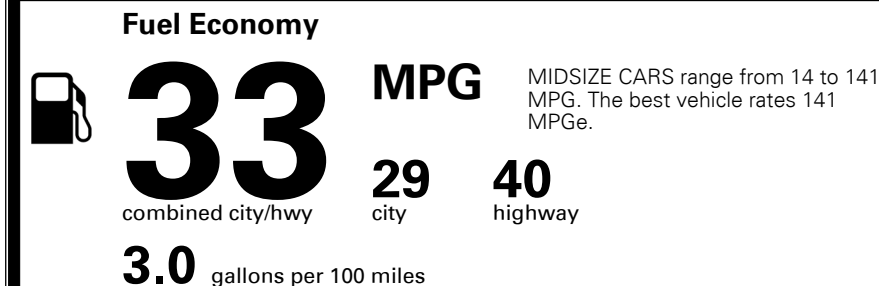 Fuel Economy
33
MPG
MIDSIZE CARS range from 14 to 141
MPG. The best vehicle rates 141
MPGe.
29 40
combined city/hwy city highway
3.0 gallons per 100 miles